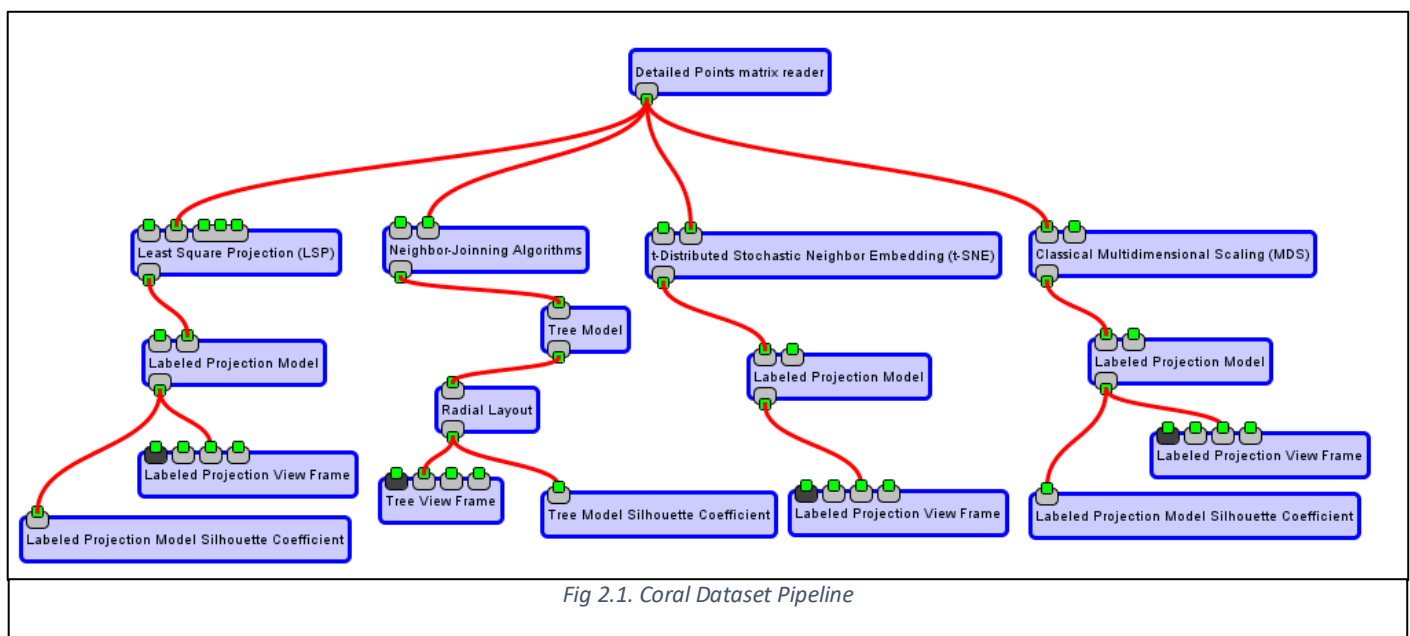 Detailed Points matrix reader
Least Square Projection (LSP)
Neighbor-Joinning Algorithms
t-Distributed Stochastic Neighbor Embedding (t-SNE)
Classical Multidimensional Scaling (MDS)
Tree Model
Labeled Projection Model
Labeled Projection Model
Labeled Projection Model
Radial Layout
Labeled Projection View Frame
Tree View Frame
Tree Model Silhouette Coefficient
Labeled Projection View Frame
Labeled Projection View Frame
Labeled Projection Model Silhouette Coefficient
Labeled Projection Model Silhouette Coefficient
Fig 2.1. Coral Dataset Pipeline